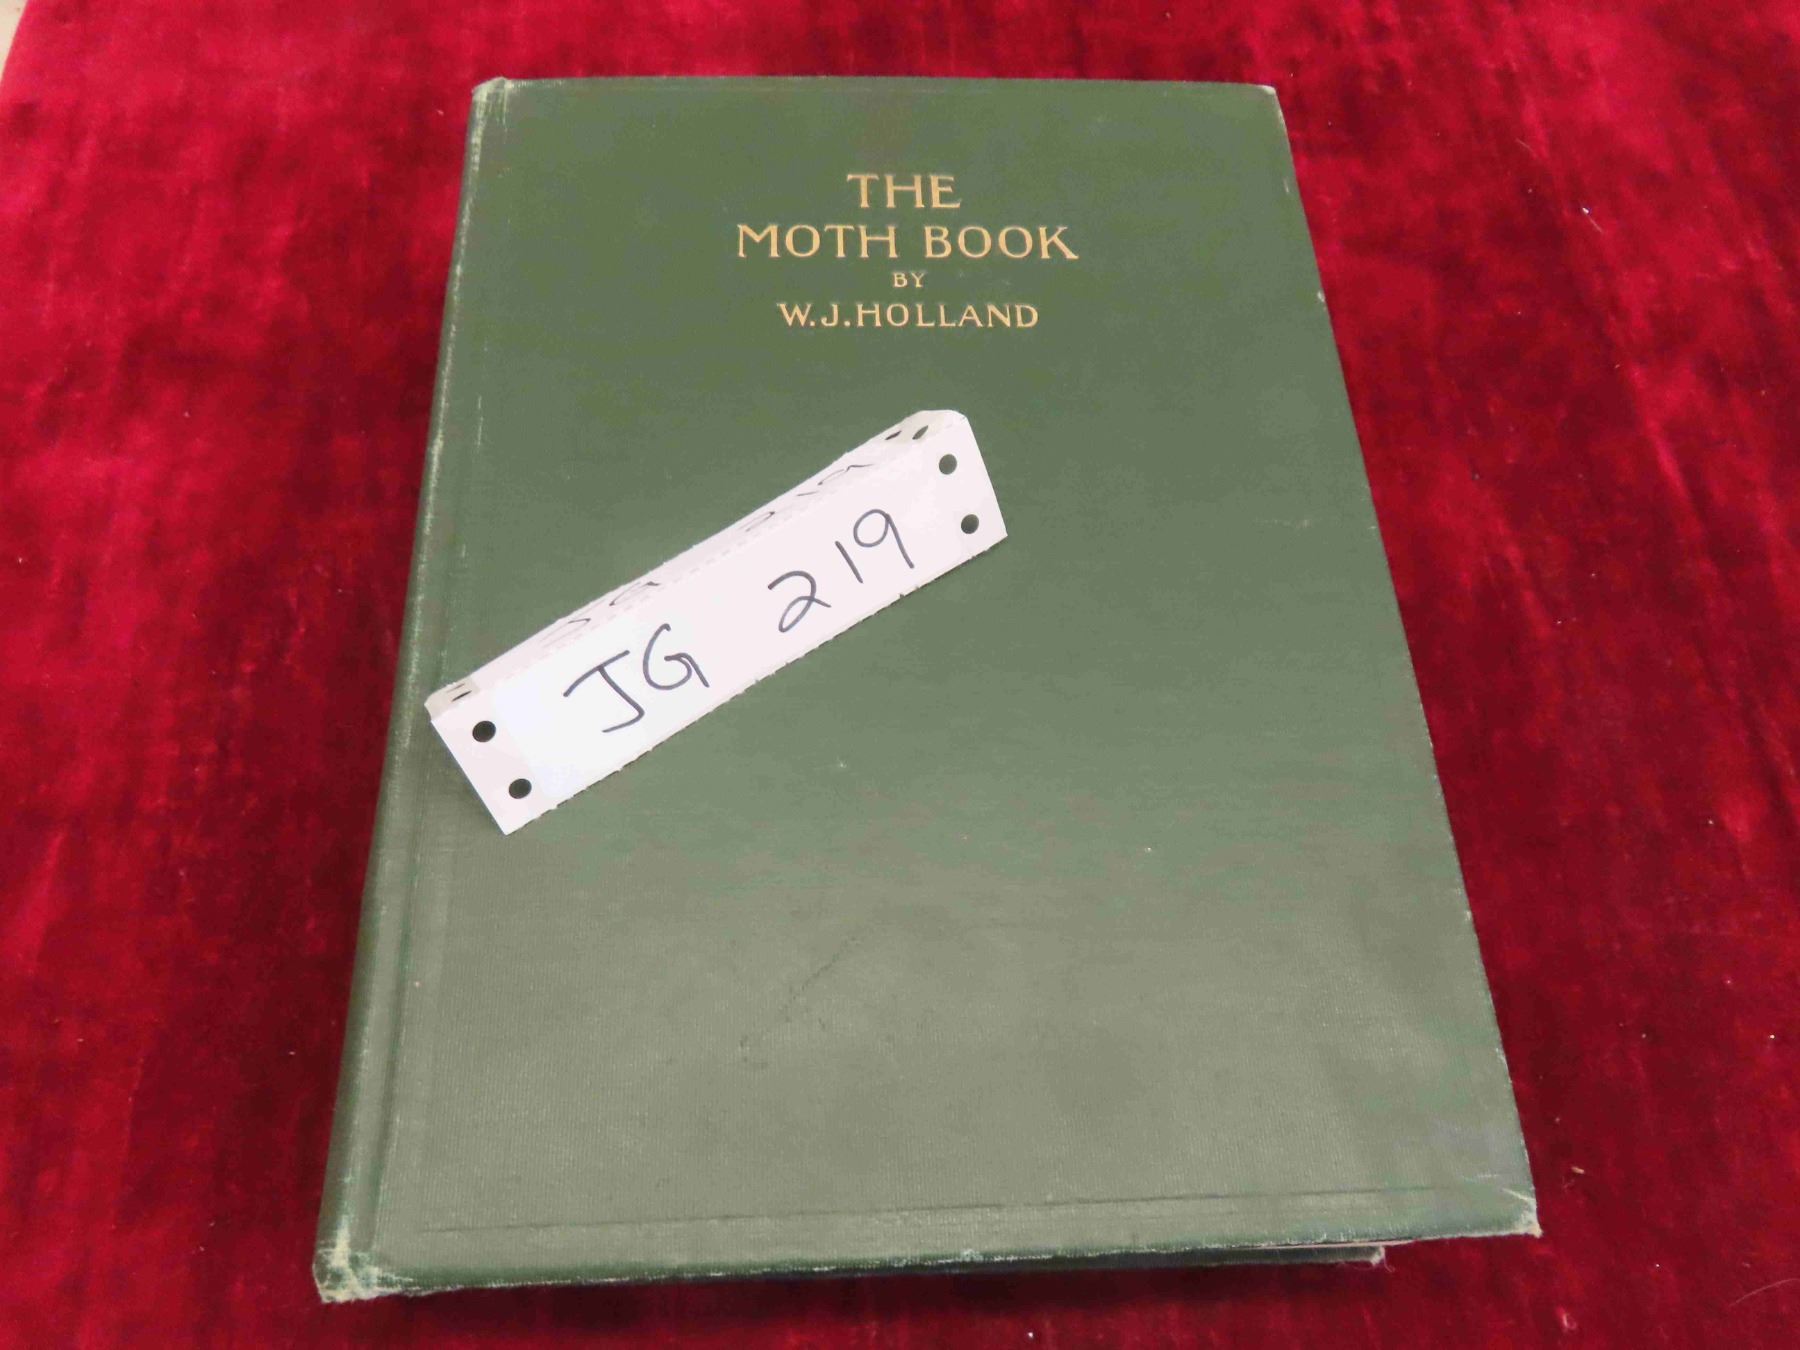 THE
MOTH BOOK
BY
W.J.HOLLAND
JG 219